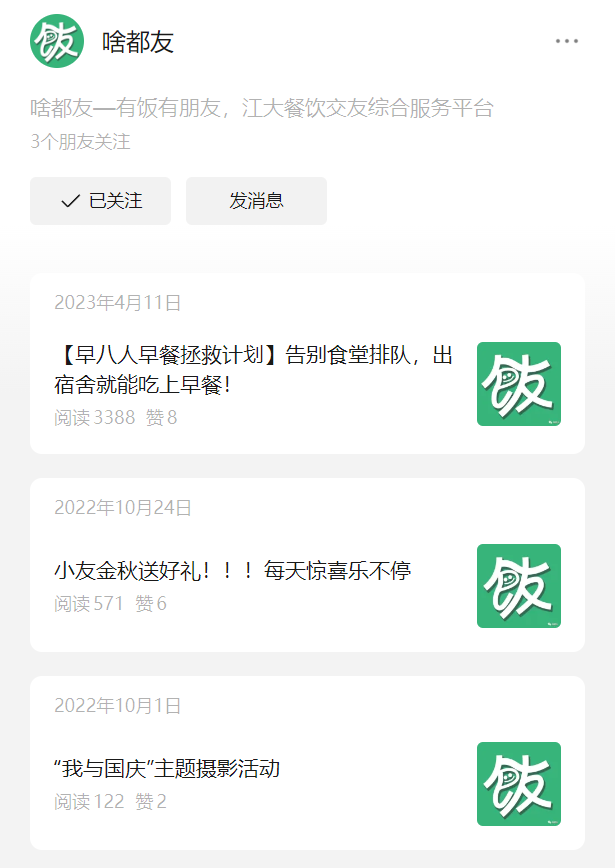 饭
啥都友
啥都友—有饭有朋友，江大餐饮交友综合服务平台
3个朋友关注
已关注
发消息
2023年4月11日
【早八人早餐拯救计划】告别食堂排队，出
宿舍就能吃上早餐！
阅读 3388 赞 8
饭
2022年10月24日
小友金秋送好礼！！！每天惊喜乐不停
阅读 571 赞 6
饭
2022年10月1日
“我与国庆”主题摄影活动
阅读 122 赞 2
饭